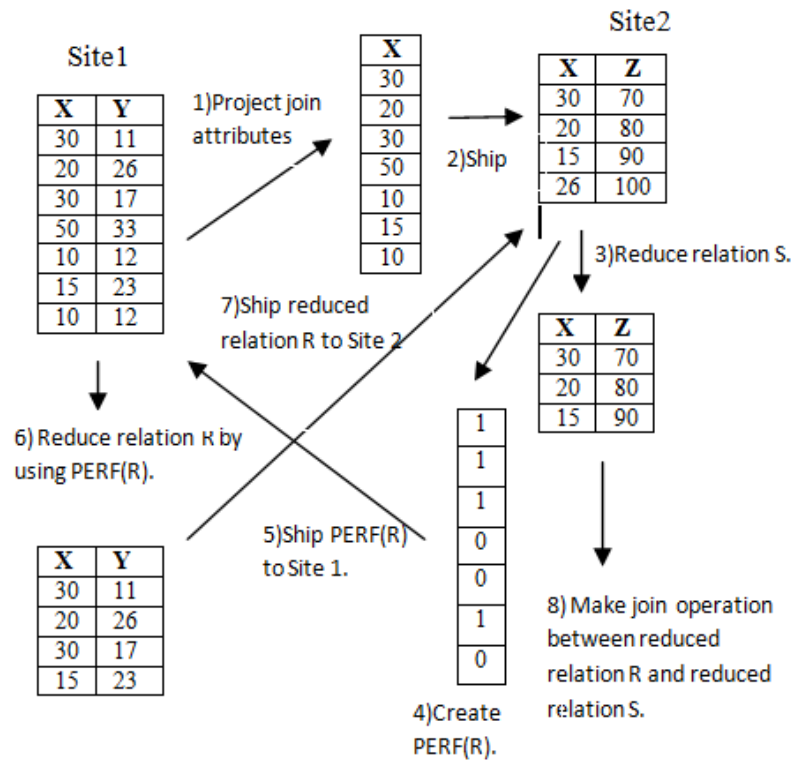 Site1
X Y
30 11
20 26
30 17
50 33
10 12
15 23
10 12
1)Project join
attributes
X
30
20
30
50
10
15
10
2)Ship
Site2
X Z
30 70
20 80
15 90
26 100
3)Reduce relation S.
X Z
30 70
20 80
15 90
7)Ship reduced
relation R to Site 2
1
1
1
0
0
1
0
4)Create
PERF(R).
5)Ship PERF(R)
to Site 1.
6) Reduce relation R by
using PERF(R).
X Y
30 11
20 26
30 17
15 23
8) Make join operation
between reduced
relation R and reduced
relation S.